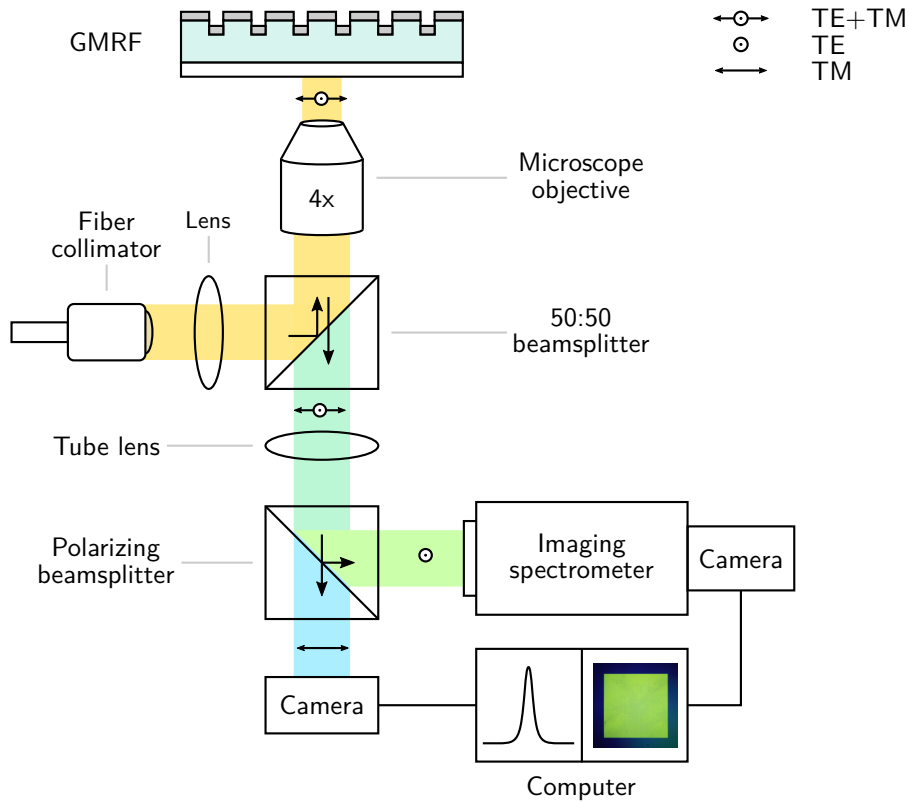 GMRF
TE+TM
TE
TM
Microscope
objective
4x
Fiber
collimator
Lens
50:50
beamsplitter
Tube lens
Polarizing
beamsplitter
Imaging
spectrometer
Camera
Camera
Computer